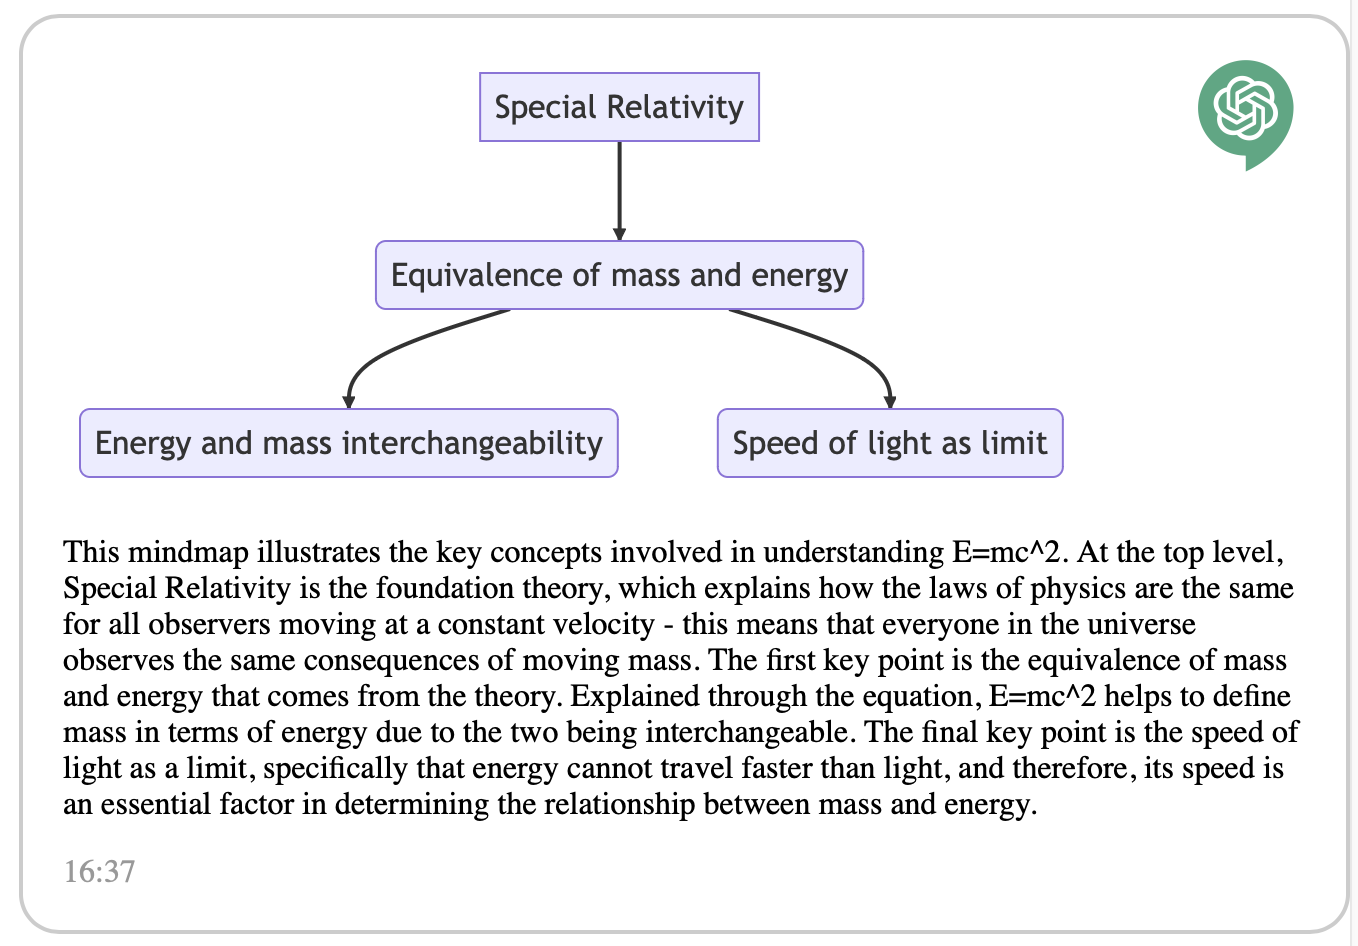 Special Relativity
Equivalence of mass and energy
Energy and mass interchangeability
Speed of light as limit
This mindmap illustrates the key concepts involved in understanding E=mc^2. At the top level,
Special Relativity is the foundation theory, which explains how the laws of physics are the same
for all observers moving at a constant velocity - this means that everyone in the universe
observes the same consequences of moving mass. The first key point is the equivalence of mass
and energy that comes from the theory. Explained through the equation, E=mc^2 helps to define
mass in terms of energy due to the two being interchangeable. The final key point is the speed of
light as a limit, specifically that energy cannot travel faster than light, and therefore, its speed is
an essential factor in determining the relationship between mass and energy.
16:37